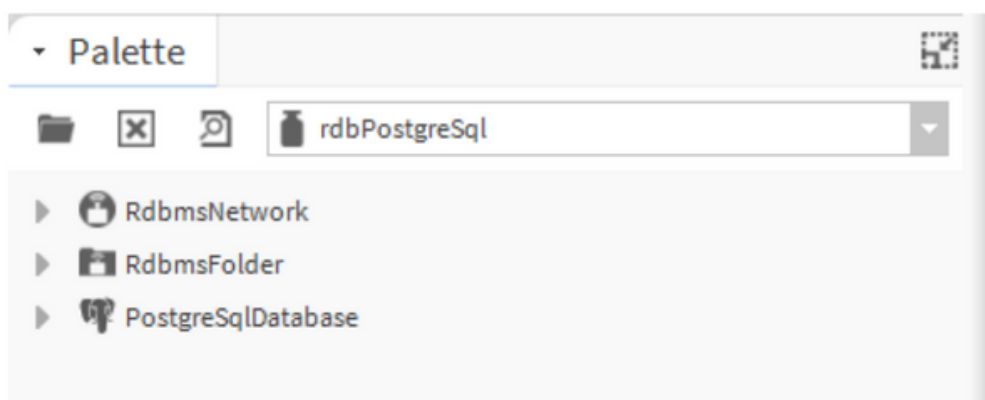 Palette
rdbPostgreSql
RdbmsNetwork
RdbmsFolder
PostgreSqlDatabase